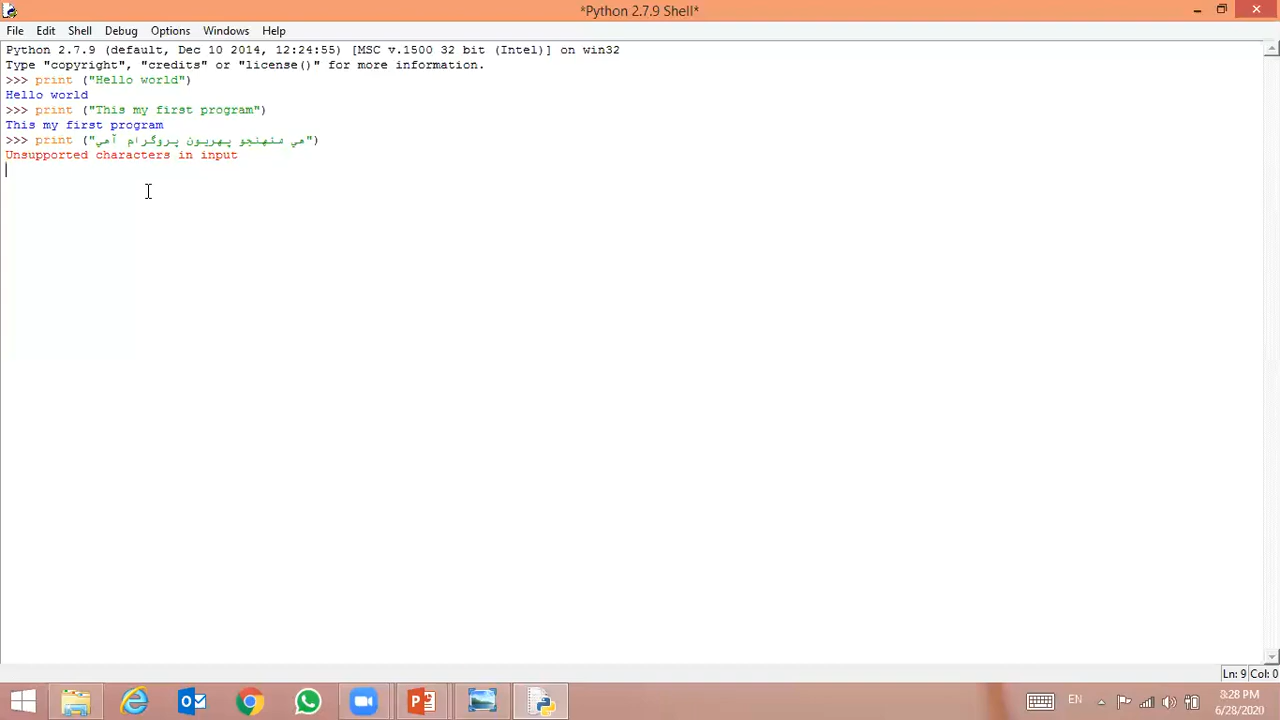 *Python 2.7.9 Shell*
File Edit Shell Debug Options Windows Help
Python 2.7.9 (default, Dec 10 2014, 12:24:55) [MSC v.1500 32 bit (Intel)] on win32
Type "copyright", "credits" or "license()" for more information.
>>> print ("Hello world")
Hello world
>>> print ("This my first program")
This my first program
>>> print ("هي منهنجو پهريون پروگرام آهي")
Unsupported characters in input
Ln: 9 Col: 0
EN
3:28 PM
6/28/2020